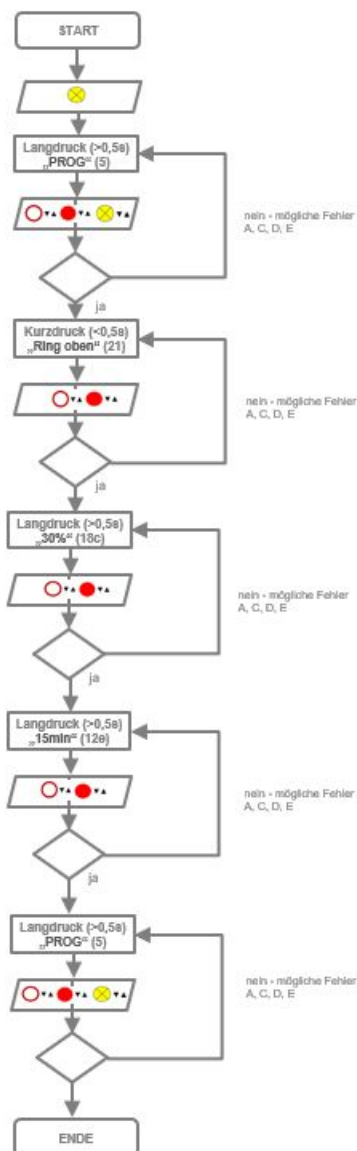 START
Langdruck (>0,5s)
„PROG“ (5)
nein - mögliche Fehler
A, C, D, E
ja
Kurzdruck (<0,5s)
„Ring oben“ (21)
nein - mögliche Fehler
A, C, D, E
ja
Langdruck (>0,5s)
„30%“ (18c)
nein - mögliche Fehler
A, C, D, E
ja
Langdruck (>0,5s)
„15min“ (12e)
nein - mögliche Fehler
A, C, D, E
ja
Langdruck (>0,5s)
„PROG“ (5)
nein - mögliche Fehler
A, C, D, E
ENDE